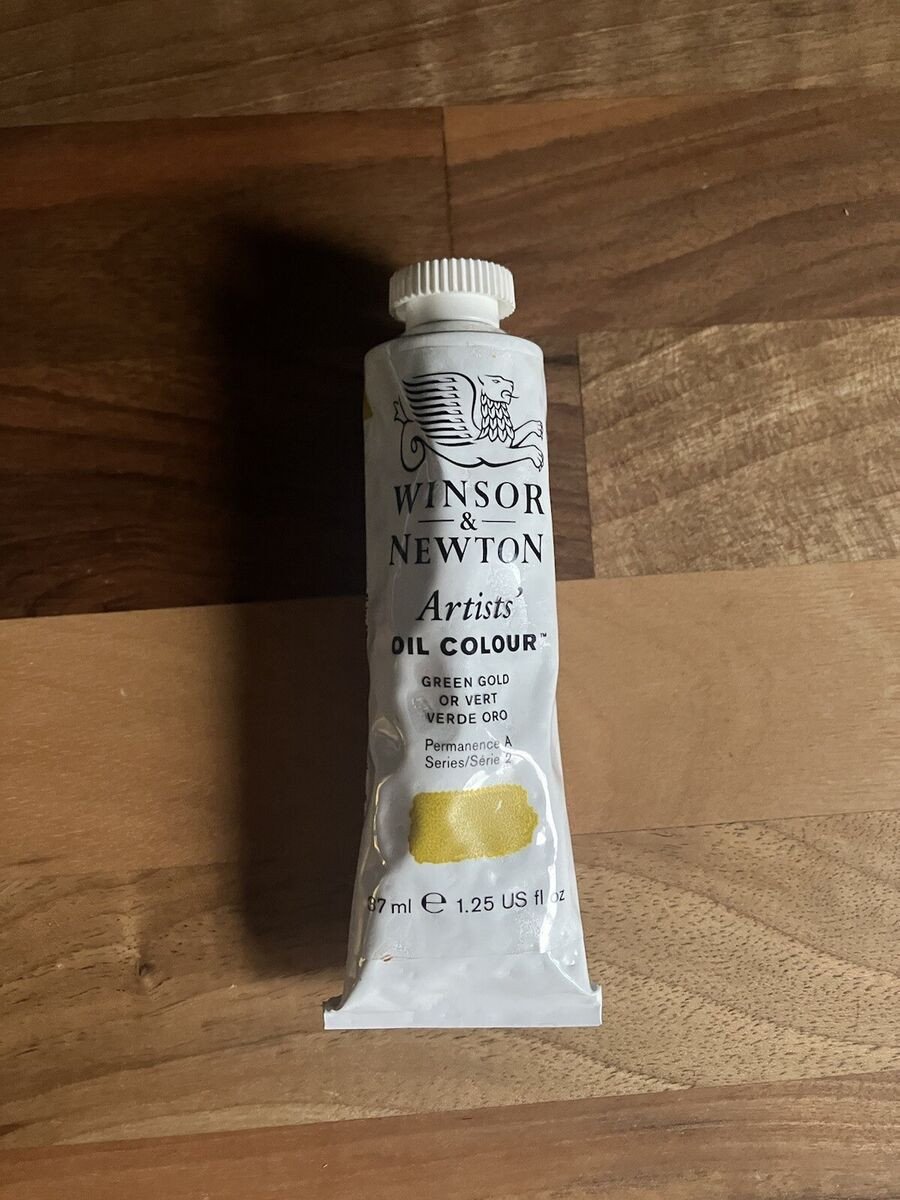 WINSOR
&
NEWTON
Artists'
OIL COLOUR™
GREEN GOLD
OR VERT
VERDE ORO
Permanence A
Series/Série 2
37 ml ℮ 1.25 US fl oz